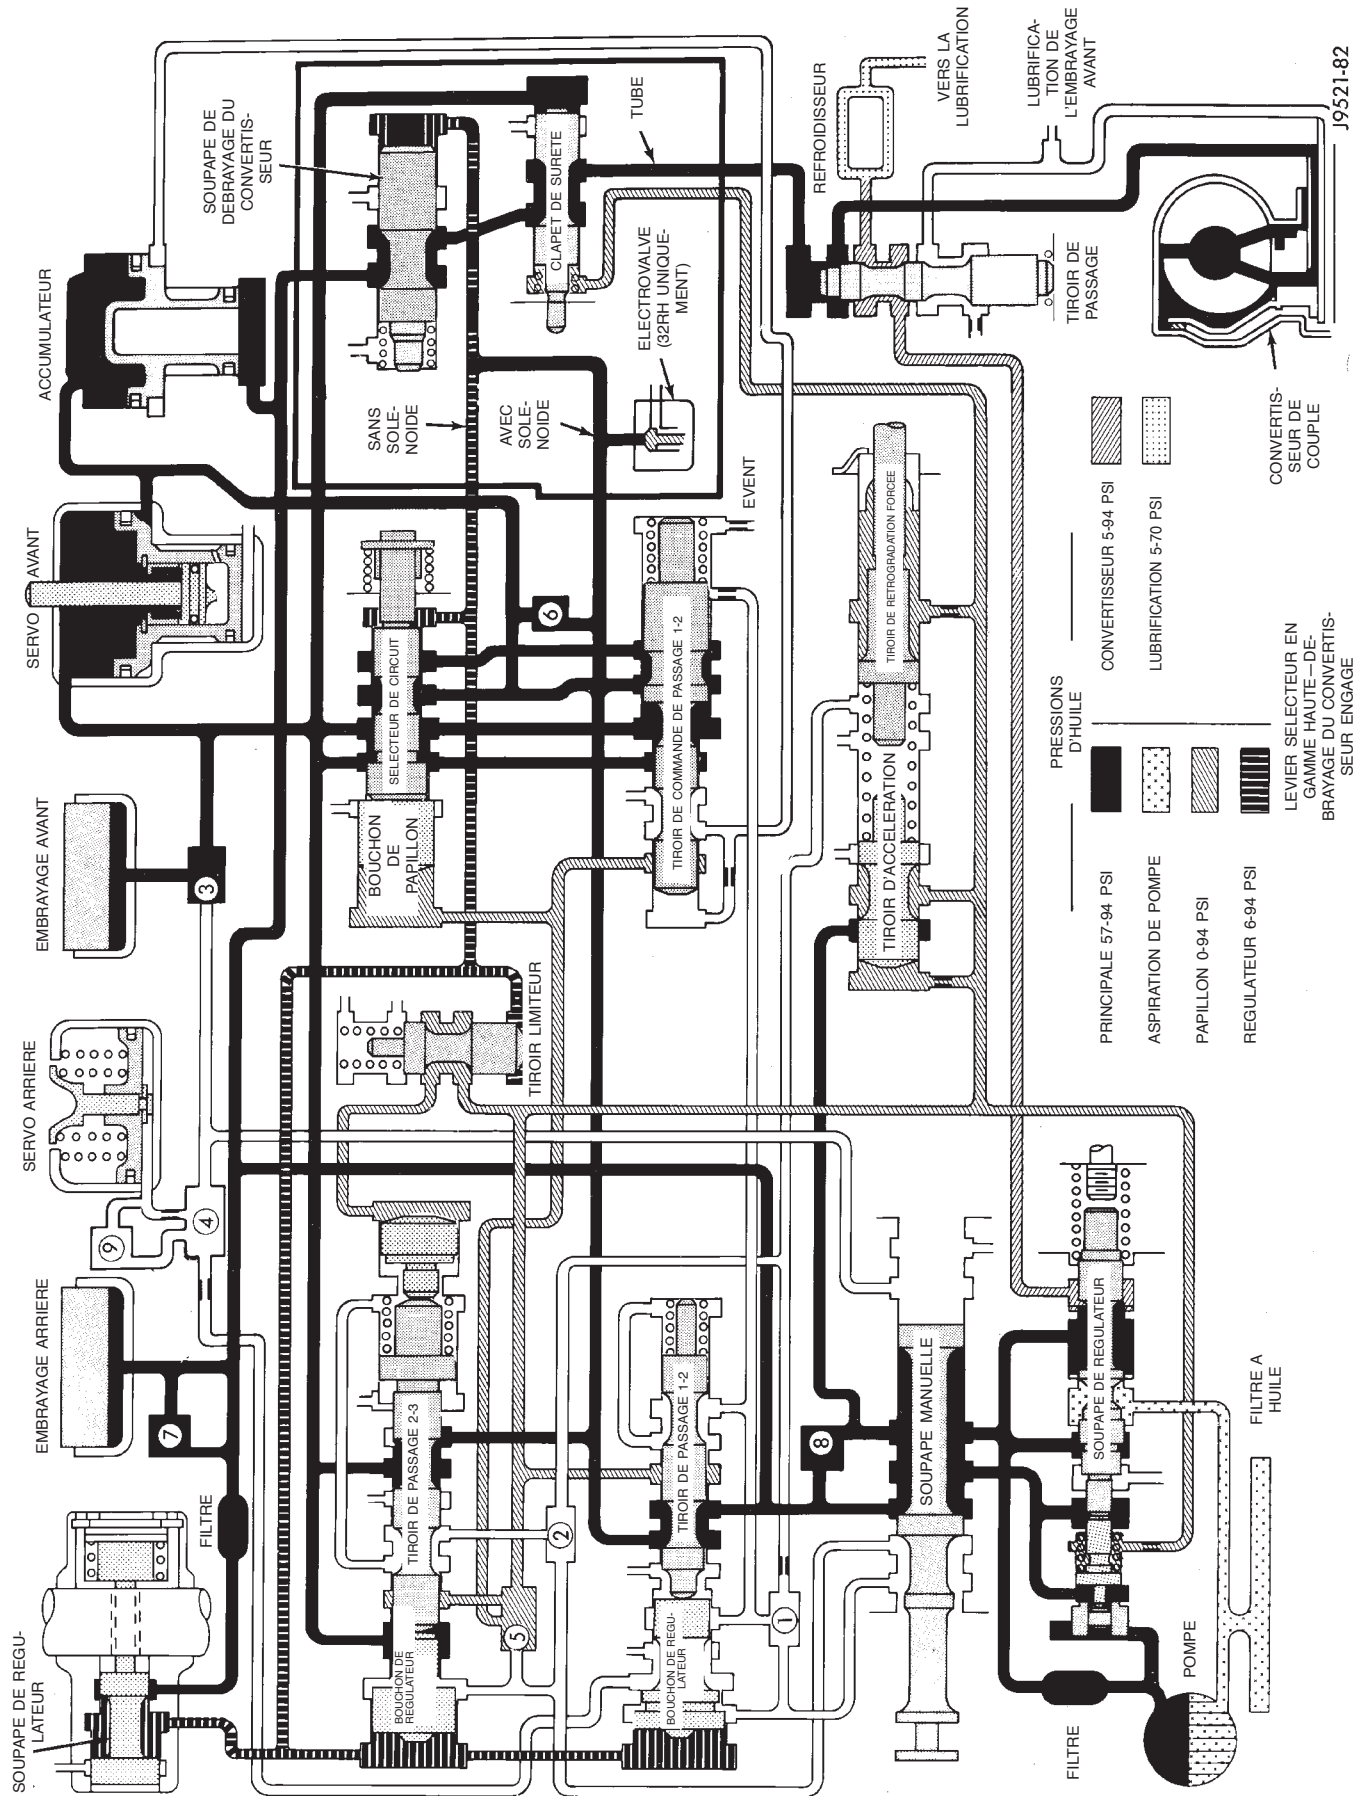 SOUPAPE DE REGU-
LATEUR
FILTRE
EMBRAYAGE ARRIERE
7
9
4
SERVO ARRIERE
EMBRAYAGE AVANT
3
SERVO AVANT
ACCUMULATEUR
SOUPAPE DE
DEBRAYAGE DU
CONVERTIS-
SEUR
BOUCHON DE
REGULATEUR
TIROIR DE PASSAGE 2-3
5
2
TIROIR LIMITEUR
BOUCHON
DE
PAPILLON
SELECTEUR DE CIRCUIT
SANS
SOLE-
NOIDE
AVEC
SOLE-
NOIDE
CLAPET DE SURETE
TUBE
ELECTROVALVE
(32RH UNIQUE-
MENT)
6
EVENT
BOUCHON DE REGU-
LATEUR
TIROIR DE PASSAGE 1-2
1
TIROIR DE COMMANDE DE PASSAGE 1-2
8
SOUPAPE MANUELLE
TIROIR D'ACCELERATION
TIROIR DE RETROGRADATION FORCEE
REFROIDISSEUR
VERS LA
LUBRIFICATION
LUBRIFICA-
TION DE
L'EMBRAYAGE
AVANT
TIROIR DE
PASSAGE
CONVERTIS-
SEUR DE
COUPLE
SOUPAPE DE REGULATEUR
FILTRE
POMPE
FILTRE A
HUILE
PRESSIONS
D'HUILE
PRINCIPALE 57-94 PSI
ASPIRATION DE POMPE
PAPILLON 0-94 PSI
REGULATEUR 6-94 PSI
CONVERTISSEUR 5-94 PSI
LUBRIFICATION 5-70 PSI
LEVIER SELECTEUR EN
GAMME HAUTE—DE-
BRAYAGE DU CONVERTIS-
SEUR ENGAGE
J9521-82